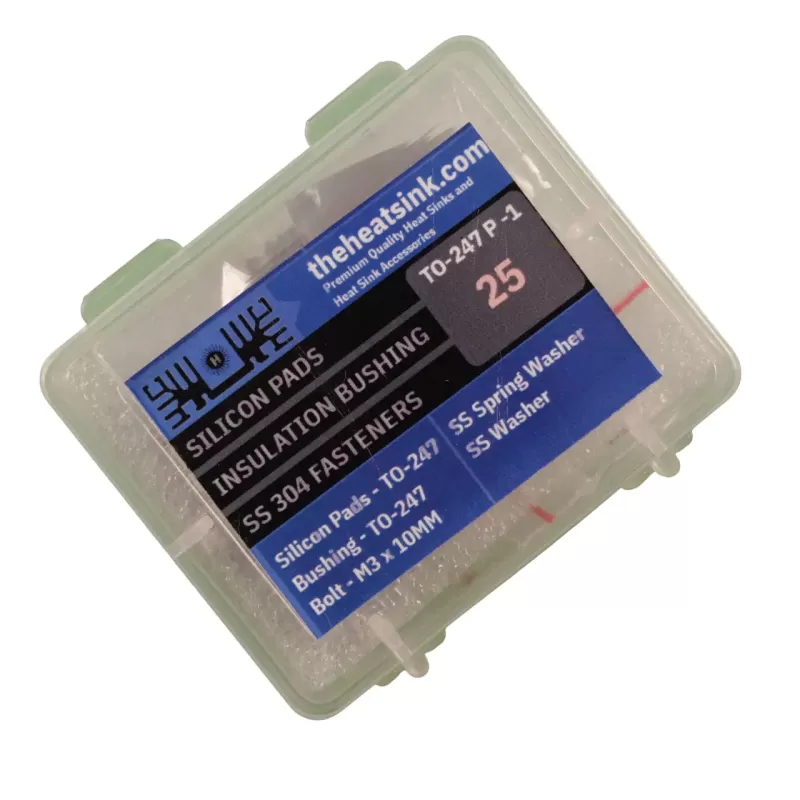 theheatsink.com
Premium Quality Heat Sinks and
Heat Sink Accessories
TO-247 P -1
25
H
SILICON PADS
INSULATION BUSHING
SS 304 FASTENERS
Silicon Pads - TO-247
Bushing - TO-247
Bolt - M3 x 10MM
SS Spring Washer
SS Washer